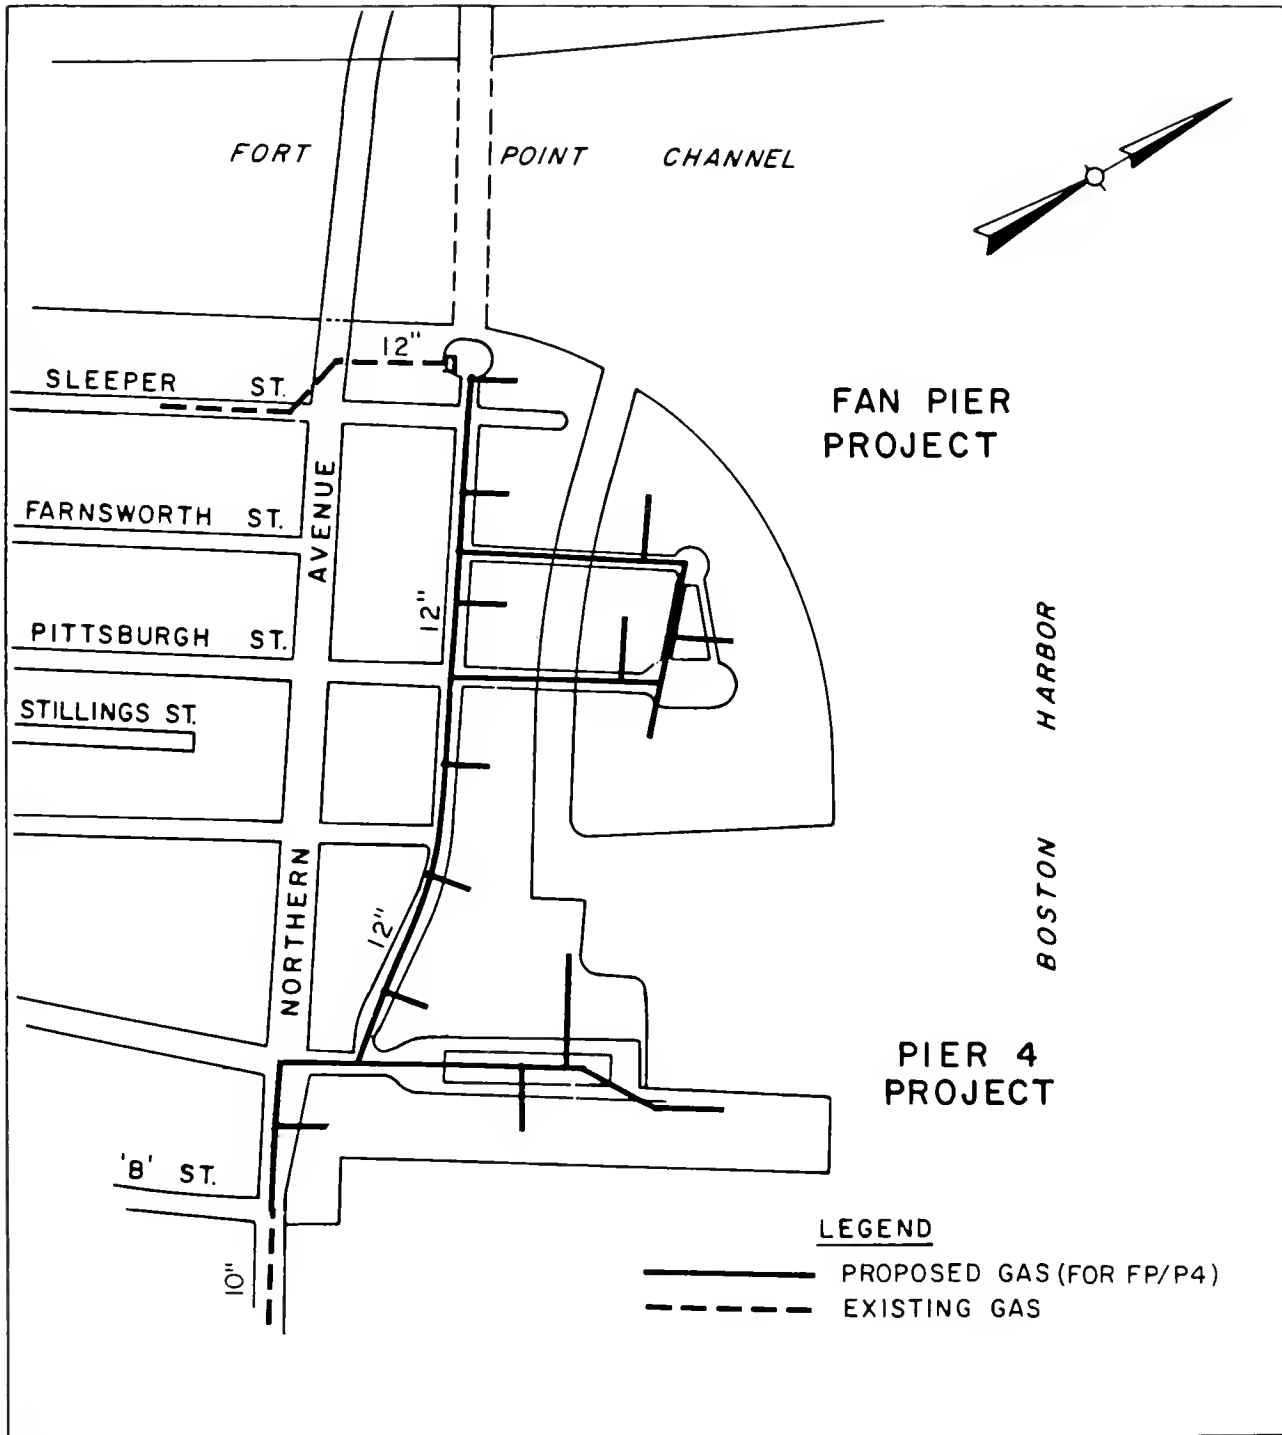 FORT POINT CHANNEL
12"
SLEEPER ST.
FAN PIER
PROJECT
FARNSWORTH ST.
AVENUE
12"
PITTSBURGH ST.
HARBOR
STILLINGS ST.
NORTHERN
12"
BOSTON
PIER 4
PROJECT
'B' ST.
10"
LEGEND
PROPOSED GAS (FOR FP/P4)
EXISTING GAS